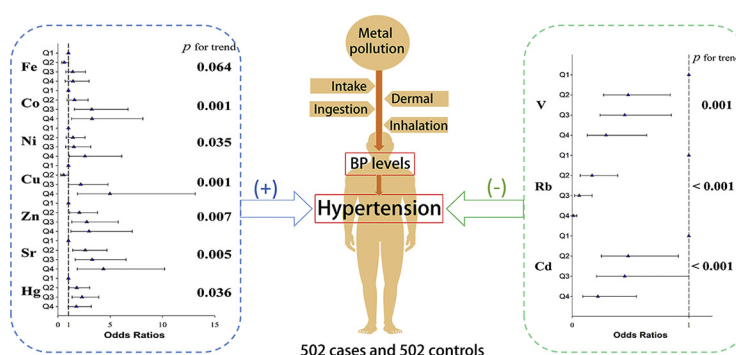 p for trend
Q1
Fe
Q2
Q3
Q4
0.064
Q1
Co
Q2
Q3
Q4
0.001
Q1
Ni
Q2
Q3
Q4
0.035
Q1
Cu
Q2
Q3
Q4
0.001
Q1
Zn
Q2
Q3
Q4
0.007
Q1
Sr
Q2
Q3
Q4
0.005
Q1
Hg
Q2
Q3
Q4
0.036
0 1 5 10 15
Odds Ratios
(+)
Metal
pollution
Intake
Dermal
Ingestion
Inhalation
BP levels
Hypertension
502 cases and 502 controls
(-)
p for trend
Q1
V
Q2
Q3
Q4
0.001
Q1
Rb
Q2
Q3
Q4
< 0.001
Q1
Cd
Q2
Q3
Q4
< 0.001
0 1
Odds Ratios